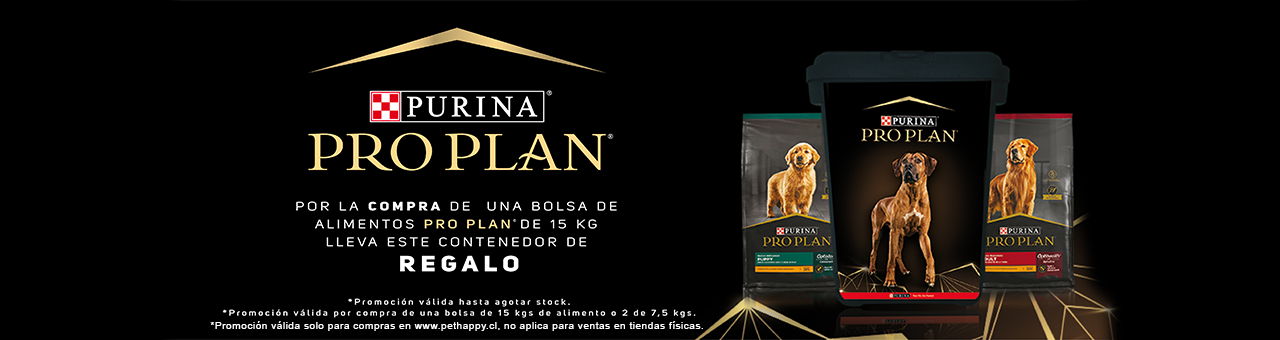 PURINA®
PRO PLAN®
POR LA COMPRA DE UNA BOLSA DE
ALIMENTOS PRO PLAN® DE 15 KG
LLEVA ESTE CONTENEDOR DE
REGALO
*Promoción válida hasta agotar stock.
*Promoción válida por compra de una bolsa de 15 kgs de alimento o 2 de 7,5 kgs.
*Promoción válida solo para compras en www.pethappy.cl, no aplica para ventas en tiendas físicas.
PURINA
PRO PLAN
PUPPY
PURINA
PRO PLAN
PURINA
PURINA
PRO PLAN